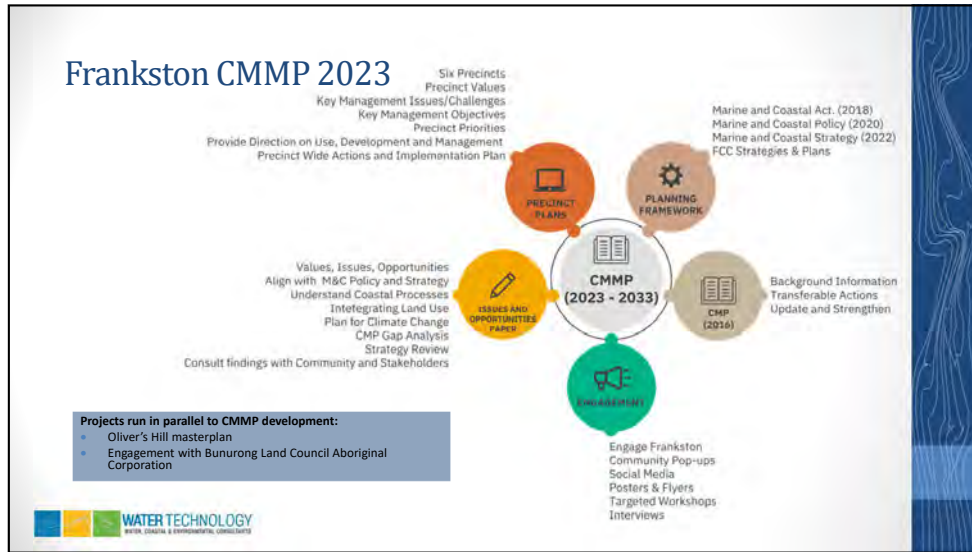 Frankston CMMP 2023
Six Precincts
Precinct Values
Key Management Issues/Challenges
Key Management Objectives
Precinct Priorities
Provide Direction on Use, Development and Management
Precinct Wide Actions and Implementation Plan
PRECINCT
PLANS
Marine and Coastal Act. (2018)
Marine and Coastal Policy (2020)
Marine and Coastal Strategy (2022)
FCC Strategies & Plans
PLANNING
FRAMEWORK
CMMP
(2023 - 2033)
Values, Issues, Opportunities
Align with M&C Policy and Strategy
Understand Coastal Processes
Intefegrating Land Use
Plan for Climate Change
CMP Gap Analysis
Strategy Review
Consult findings with Community and Stakeholders
ISSUES AND
OPPORTUNITIES
PAPER
Background Information
Transferable Actions
Update and Strengthen
CMP
(2016)
ENGAGEMENT
Engage Frankston
Community Pop-ups
Social Media
Posters & Flyers
Targeted Workshops
Interviews
Projects run in parallel to CMMP development:
• Oliver's Hill masterplan
• Engagement with Bunurong Land Council Aboriginal
Corporation
WATER TECHNOLOGY
WATER, COASTAL & ENVIRONMENTAL CONSULTANTS